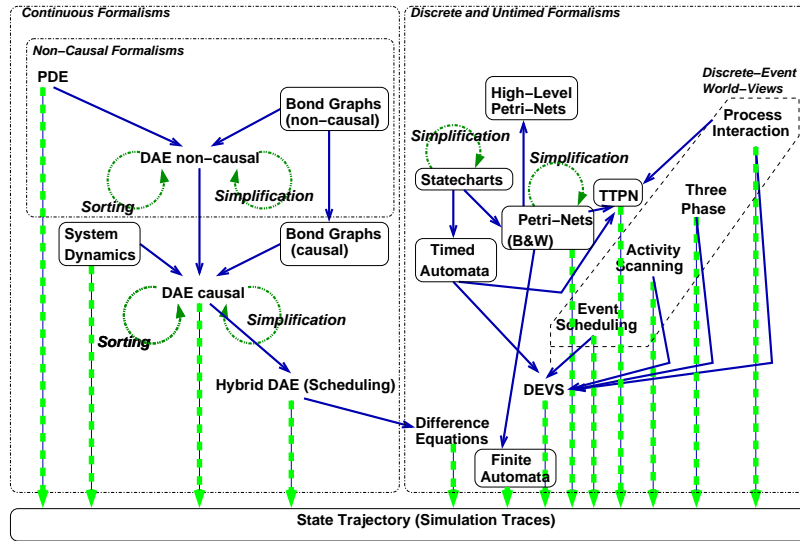 Continuous Formalisms
Non−Causal Formalisms
PDE
Bond Graphs
(non−causal)
DAE non−causal
Sorting
Simplification
System
Dynamics
Bond Graphs
(causal)
DAE causal
Sorting
Simplification
Hybrid DAE (Scheduling)
Discrete and Untimed Formalisms
Discrete−Event
World−Views
High−Level
Petri−Nets
Process
Interaction
Simplification
Simplification
Statecharts
TTPN
Three
Phase
Petri−Nets
(B&W)
Timed
Automata
Activity
Scanning
Event
Scheduling
DEVS
Difference
Equations
Finite
Automata
State Trajectory (Simulation Traces)